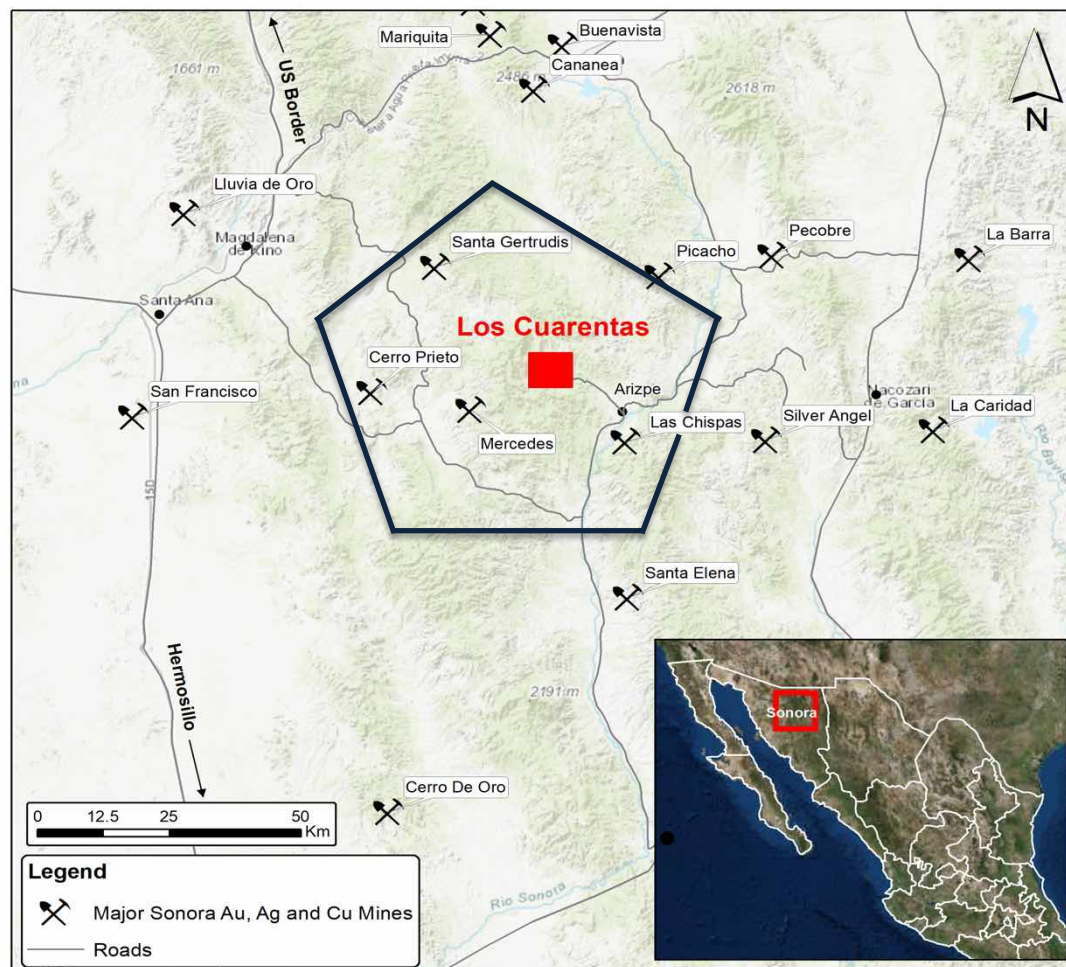 Mariquita
Buenavista
Cananea
1661 m
2486 m
2618 m
US Border
N
Lluvia de Oro
Magdalena
de Kino
Santa Gertrudis
Picacho
Pecobre
La Barra
Santa Ana
Los Cuarentas
Cerro Prieto
Arizpe
San Francisco
Mercedes
Las Chispas
Silver Angel
Nacozari
de García
La Caridad
15D
Santa Elena
2191 m
Hermosillo
Sonora
Cerro De Oro
0 12.5 25 50
Km
Rio Sonora
Legend
Major Sonora Au, Ag and Cu Mines
Roads